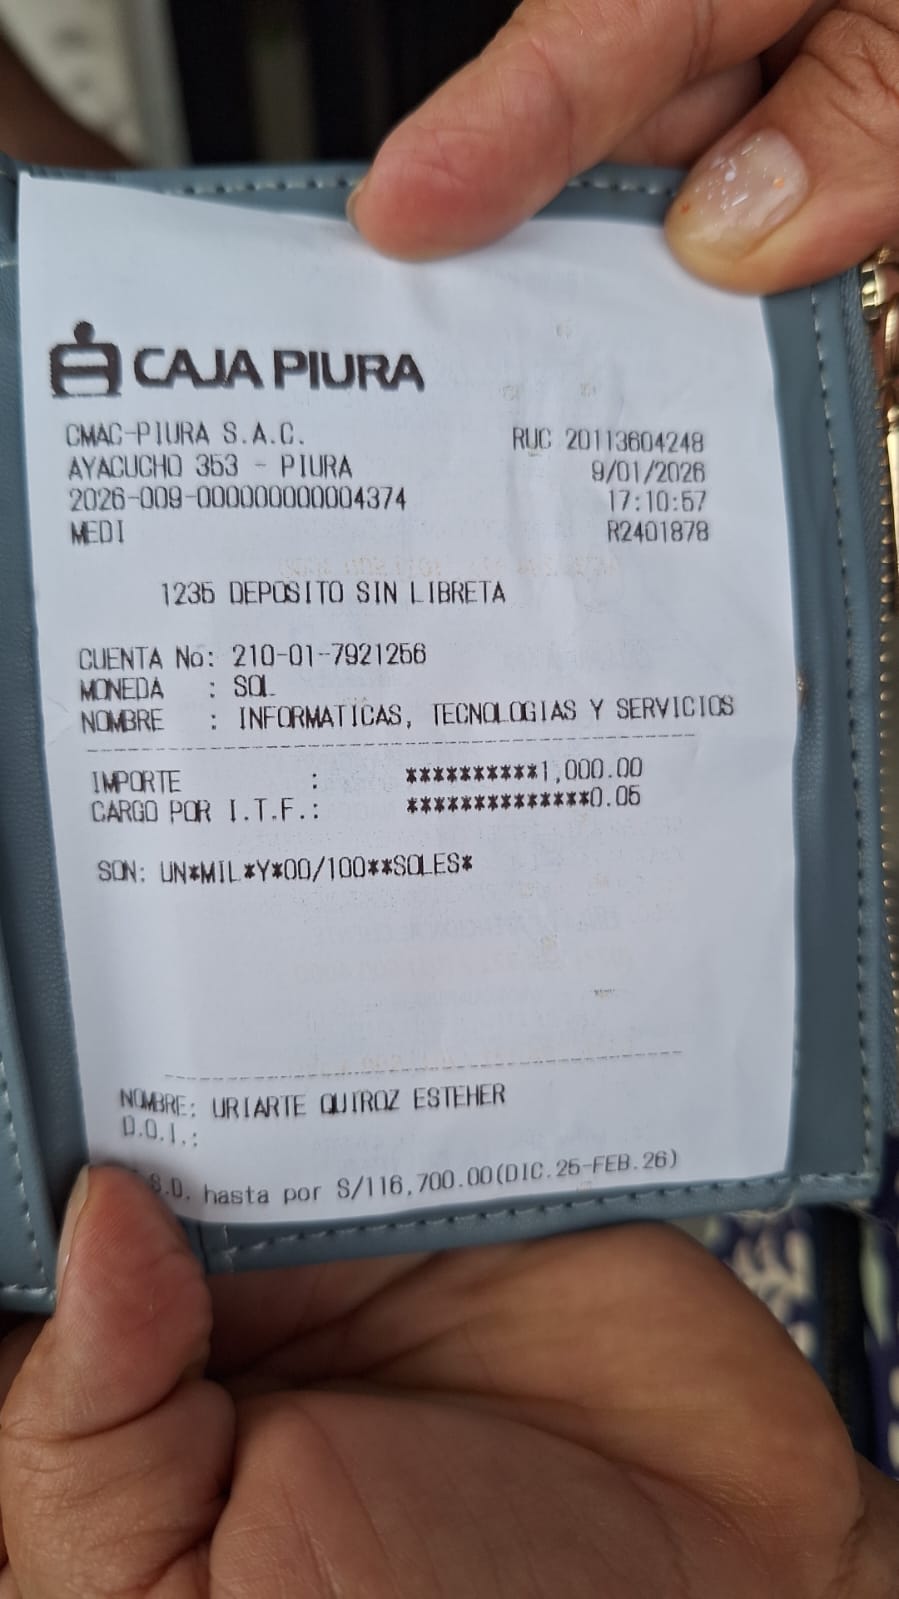 CAJA PIURA
CMAC-PIURA S.A.C. RUC 20113604248
AYACUCHO 353 - PIURA 9/01/2026
2026-009-000000000004374 17:10:57
MEDI R2401878
1235 DEPOSITO SIN LIBRETA
CUENTA No: 210-01-7921256
MONEDA : SOL
NOMBRE : INFORMATICAS, TECNOLOGIAS Y SERVICIOS
IMPORTE : **********1,000.00
CARGO POR I.T.F.: **************0.05
SON: UN*MIL*Y*00/100**SOLES*
NOMBRE: URIARTE QUIROZ ESTEHER
D.O.I.:
S.D. hasta por S/116,700.00(DIC.25-FEB.26)